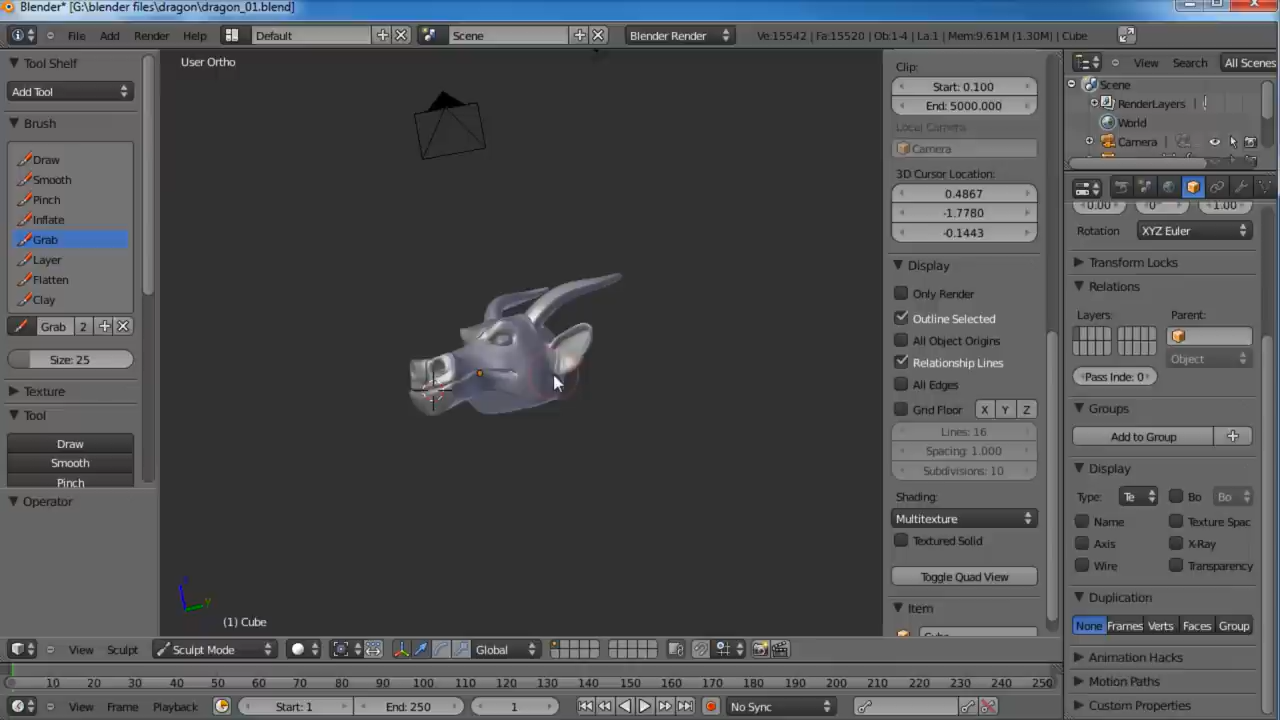 Blender* [G:\blender files\dragon\dragon_01.blend]
File Add Render Help Default Scene Blender Render Ve:15542 | Fa:15520 | Ob:1-4 | La:1 | Mem:9.61M (1.30M) | Cube
Tool Shelf
Add Tool
Brush
Draw
Smooth
Pinch
Inflate
Grab
Layer
Flatten
Clay
Grab 2
Size: 25
Texture
Tool
Draw
Smooth
Pinch
Operator
User Ortho
(1) Cube
Clip:
Start: 0.100
End: 5000.000
Local Camera
Camera
3D Cursor Location:
0.4867
-1.7780
-0.1443
Display
Only Render
Outline Selected
All Object Origins
Relationship Lines
All Edges
Grid Floor X Y Z
Lines: 16
Spacing: 1.000
Subdivisions: 10
Shading:
Multitexture
Textured Solid
Toggle Quad View
Item
View Search All Scenes
Scene
RenderLayers
World
Camera
0.00 0° 1.00
Rotation XYZ Euler
Transform Locks
Relations
Layers: Parent:
Object
Pass Inde: 0
Groups
Add to Group
Display
Type: Te Bo Bo
Name Texture Spac
Axis X-Ray
Wire Transparency
Duplication
None Frames Verts Faces Group
Animation Hacks
Motion Paths
Custom Properties
View Sculpt Sculpt Mode Global
10 20 30 40 50 60 70 80 90 100 110 120 130 140 150 160 170 180 190 200 210 220 230 240 250
View Frame Playback Start: 1 End: 250 1 No Sync